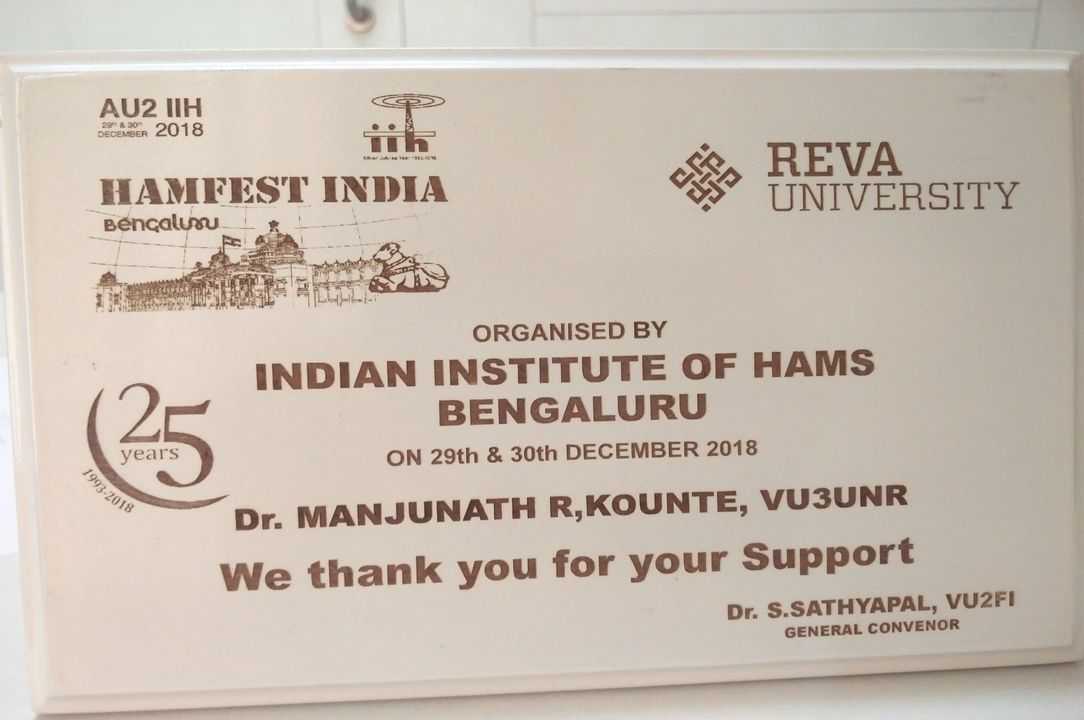 AU2 IIH
29th & 30th
DECEMBER 2018
iih
HAMFEST INDIA
Bengaluru
REVA
UNIVERSITY
ORGANISED BY
INDIAN INSTITUTE OF HAMS
BENGALURU
ON 29th & 30th DECEMBER 2018
25
years
1993-2018
Dr. MANJUNATH R,KOUNTE, VU3UNR
We thank you for your Support
Dr. S.SATHYAPAL, VU2FI
GENERAL CONVENOR